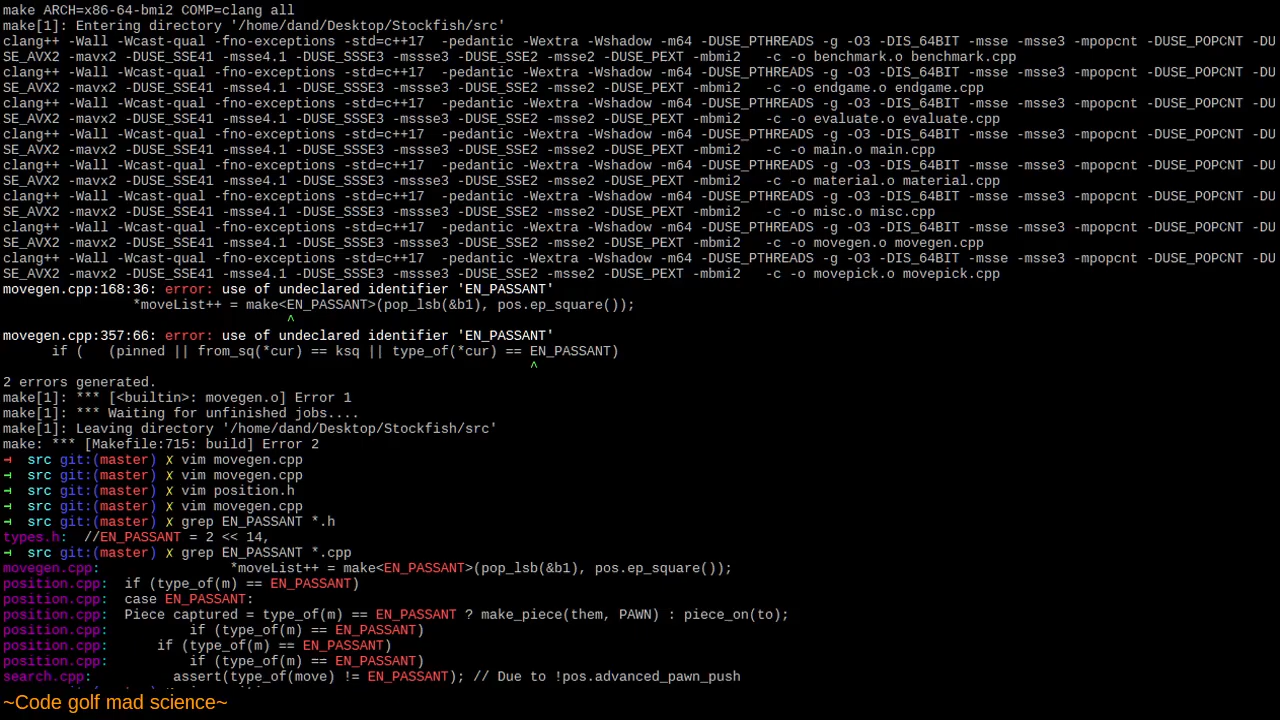 make ARCH=x86-64-bmi2 COMP=clang all
make[1]: Entering directory '/home/dand/Desktop/Stockfish/src'
clang++ -Wall -Wcast-qual -fno-exceptions -std=c++17  -pedantic -Wextra -Wshadow -m64 -DUSE_PTHREADS -g -O3 -DIS_64BIT -msse -msse3 -mpopcnt -DUSE_POPCNT -DU
SE_AVX2 -mavx2 -DUSE_SSE41 -msse4.1 -DUSE_SSSE3 -mssse3 -DUSE_SSE2 -msse2 -DUSE_PEXT -mbmi2   -c -o benchmark.o benchmark.cpp
clang++ -Wall -Wcast-qual -fno-exceptions -std=c++17  -pedantic -Wextra -Wshadow -m64 -DUSE_PTHREADS -g -O3 -DIS_64BIT -msse -msse3 -mpopcnt -DUSE_POPCNT -DU
SE_AVX2 -mavx2 -DUSE_SSE41 -msse4.1 -DUSE_SSSE3 -mssse3 -DUSE_SSE2 -msse2 -DUSE_PEXT -mbmi2   -c -o endgame.o endgame.cpp
clang++ -Wall -Wcast-qual -fno-exceptions -std=c++17  -pedantic -Wextra -Wshadow -m64 -DUSE_PTHREADS -g -O3 -DIS_64BIT -msse -msse3 -mpopcnt -DUSE_POPCNT -DU
SE_AVX2 -mavx2 -DUSE_SSE41 -msse4.1 -DUSE_SSSE3 -mssse3 -DUSE_SSE2 -msse2 -DUSE_PEXT -mbmi2   -c -o evaluate.o evaluate.cpp
clang++ -Wall -Wcast-qual -fno-exceptions -std=c++17  -pedantic -Wextra -Wshadow -m64 -DUSE_PTHREADS -g -O3 -DIS_64BIT -msse -msse3 -mpopcnt -DUSE_POPCNT -DU
SE_AVX2 -mavx2 -DUSE_SSE41 -msse4.1 -DUSE_SSSE3 -mssse3 -DUSE_SSE2 -msse2 -DUSE_PEXT -mbmi2   -c -o main.o main.cpp
clang++ -Wall -Wcast-qual -fno-exceptions -std=c++17  -pedantic -Wextra -Wshadow -m64 -DUSE_PTHREADS -g -O3 -DIS_64BIT -msse -msse3 -mpopcnt -DUSE_POPCNT -DU
SE_AVX2 -mavx2 -DUSE_SSE41 -msse4.1 -DUSE_SSSE3 -mssse3 -DUSE_SSE2 -msse2 -DUSE_PEXT -mbmi2   -c -o material.o material.cpp
clang++ -Wall -Wcast-qual -fno-exceptions -std=c++17  -pedantic -Wextra -Wshadow -m64 -DUSE_PTHREADS -g -O3 -DIS_64BIT -msse -msse3 -mpopcnt -DUSE_POPCNT -DU
SE_AVX2 -mavx2 -DUSE_SSE41 -msse4.1 -DUSE_SSSE3 -mssse3 -DUSE_SSE2 -msse2 -DUSE_PEXT -mbmi2   -c -o misc.o misc.cpp
clang++ -Wall -Wcast-qual -fno-exceptions -std=c++17  -pedantic -Wextra -Wshadow -m64 -DUSE_PTHREADS -g -O3 -DIS_64BIT -msse -msse3 -mpopcnt -DUSE_POPCNT -DU
SE_AVX2 -mavx2 -DUSE_SSE41 -msse4.1 -DUSE_SSSE3 -mssse3 -DUSE_SSE2 -msse2 -DUSE_PEXT -mbmi2   -c -o movegen.o movegen.cpp
clang++ -Wall -Wcast-qual -fno-exceptions -std=c++17  -pedantic -Wextra -Wshadow -m64 -DUSE_PTHREADS -g -O3 -DIS_64BIT -msse -msse3 -mpopcnt -DUSE_POPCNT -DU
SE_AVX2 -mavx2 -DUSE_SSE41 -msse4.1 -DUSE_SSSE3 -mssse3 -DUSE_SSE2 -msse2 -DUSE_PEXT -mbmi2   -c -o movepick.o movepick.cpp
movegen.cpp:168:36: error: use of undeclared identifier 'EN_PASSANT'
                *moveList++ = make<EN_PASSANT>(pop_lsb(&b1), pos.ep_square());
                                   ^
movegen.cpp:357:66: error: use of undeclared identifier 'EN_PASSANT'
      if (   (pinned || from_sq(*cur) == ksq || type_of(*cur) == EN_PASSANT)
                                                                 ^
2 errors generated.
make[1]: *** [<builtin>: movegen.o] Error 1
make[1]: *** Waiting for unfinished jobs....
make[1]: Leaving directory '/home/dand/Desktop/Stockfish/src'
make: *** [Makefile:715: build] Error 2
⊣  src git:(master) ✗ vim movegen.cpp
⊣  src git:(master) ✗ vim movegen.cpp
⊣  src git:(master) ✗ vim position.h
⊣  src git:(master) ✗ vim movegen.cpp
⊣  src git:(master) ✗ grep EN_PASSANT *.h
types.h:  //EN_PASSANT = 2 << 14,
⊣  src git:(master) ✗ grep EN_PASSANT *.cpp
movegen.cpp:                *moveList++ = make<EN_PASSANT>(pop_lsb(&b1), pos.ep_square());
position.cpp:  if (type_of(m) == EN_PASSANT)
position.cpp:  case EN_PASSANT:
position.cpp:  Piece captured = type_of(m) == EN_PASSANT ? make_piece(them, PAWN) : piece_on(to);
position.cpp:          if (type_of(m) == EN_PASSANT)
position.cpp:      if (type_of(m) == EN_PASSANT)
position.cpp:          if (type_of(m) == EN_PASSANT)
search.cpp:          assert(type_of(move) != EN_PASSANT); // Due to !pos.advanced_pawn_push
~Code golf mad science~